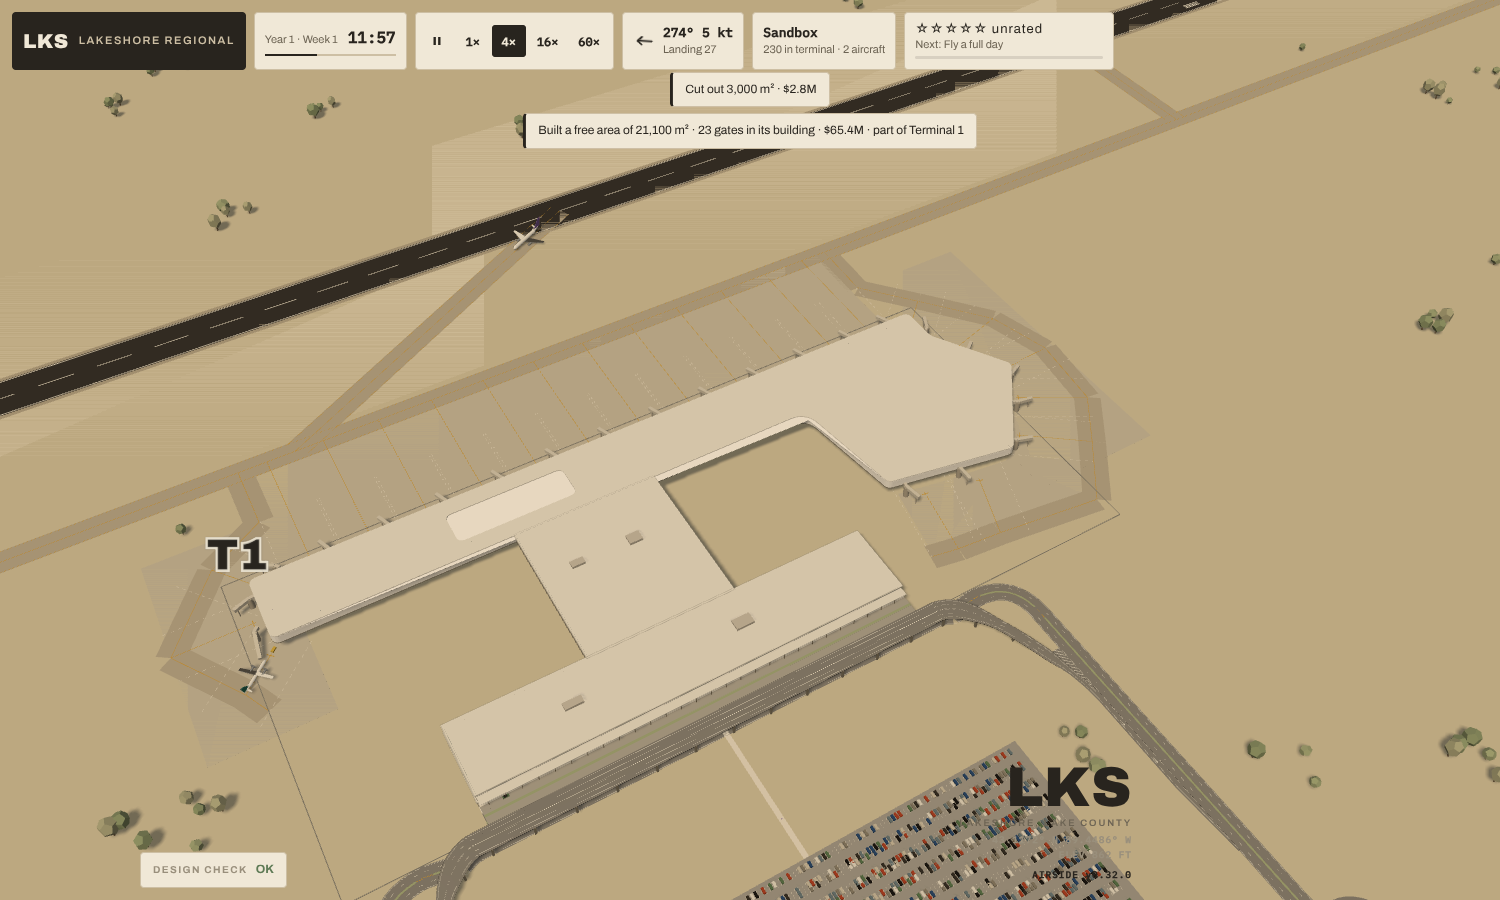 LKS LAKESHORE REGIONAL
Year 1 · Week 1 11:57
1× 4× 16× 60×
274° 5 kt
Landing 27
Sandbox
230 in terminal · 2 aircraft
☆☆☆☆☆ unrated
Next: Fly a full day
Cut out 3,000 m² · $2.8M
Built a free area of 21,100 m² · 23 gates in its building · $65.4M · part of Terminal 1
T1
LKS
COUNTY
W
FT
DESIGN CHECK OK